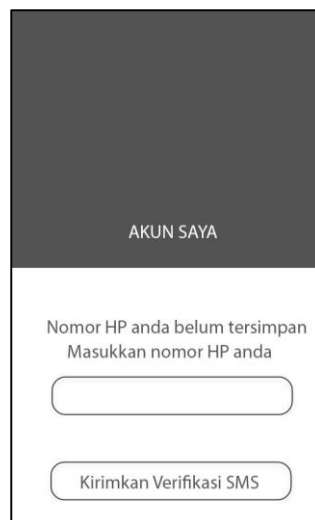 AKUN SAYA
Nomor HP anda belum tersimpan
Masukkan nomor HP anda
Kirimkan Verifikasi SMS